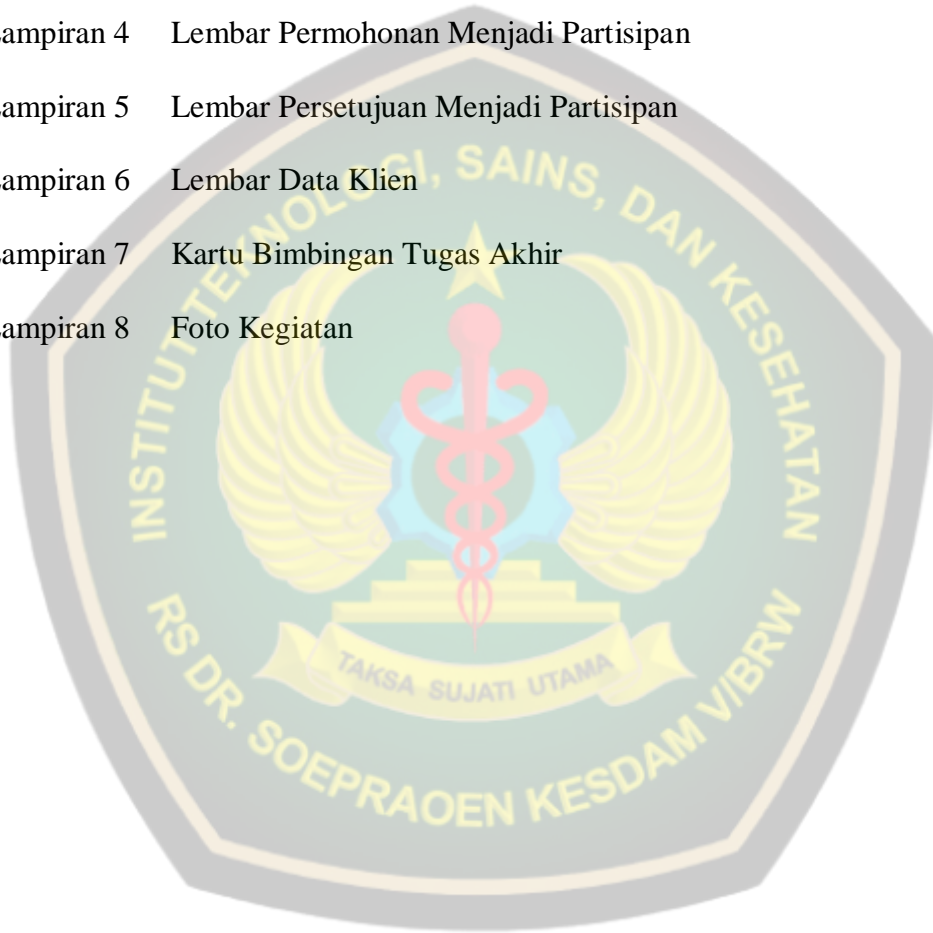 ampiran 4 Lembar Permohonan Menjadi Partisipan
ampiran 5 Lembar Persetujuan Menjadi Partisipan
ampiran 6 Lembar Data Klien
ampiran 7 Kartu Bimbingan Tugas Akhir
ampiran 8 Foto Kegiatan
INSTITUT TEKNOLOGI, SAINS, DAN KESEHATAN
TAKSA SUJATI UTAMA
RS DR. SOEPRAOEN KESDAM V/BRW